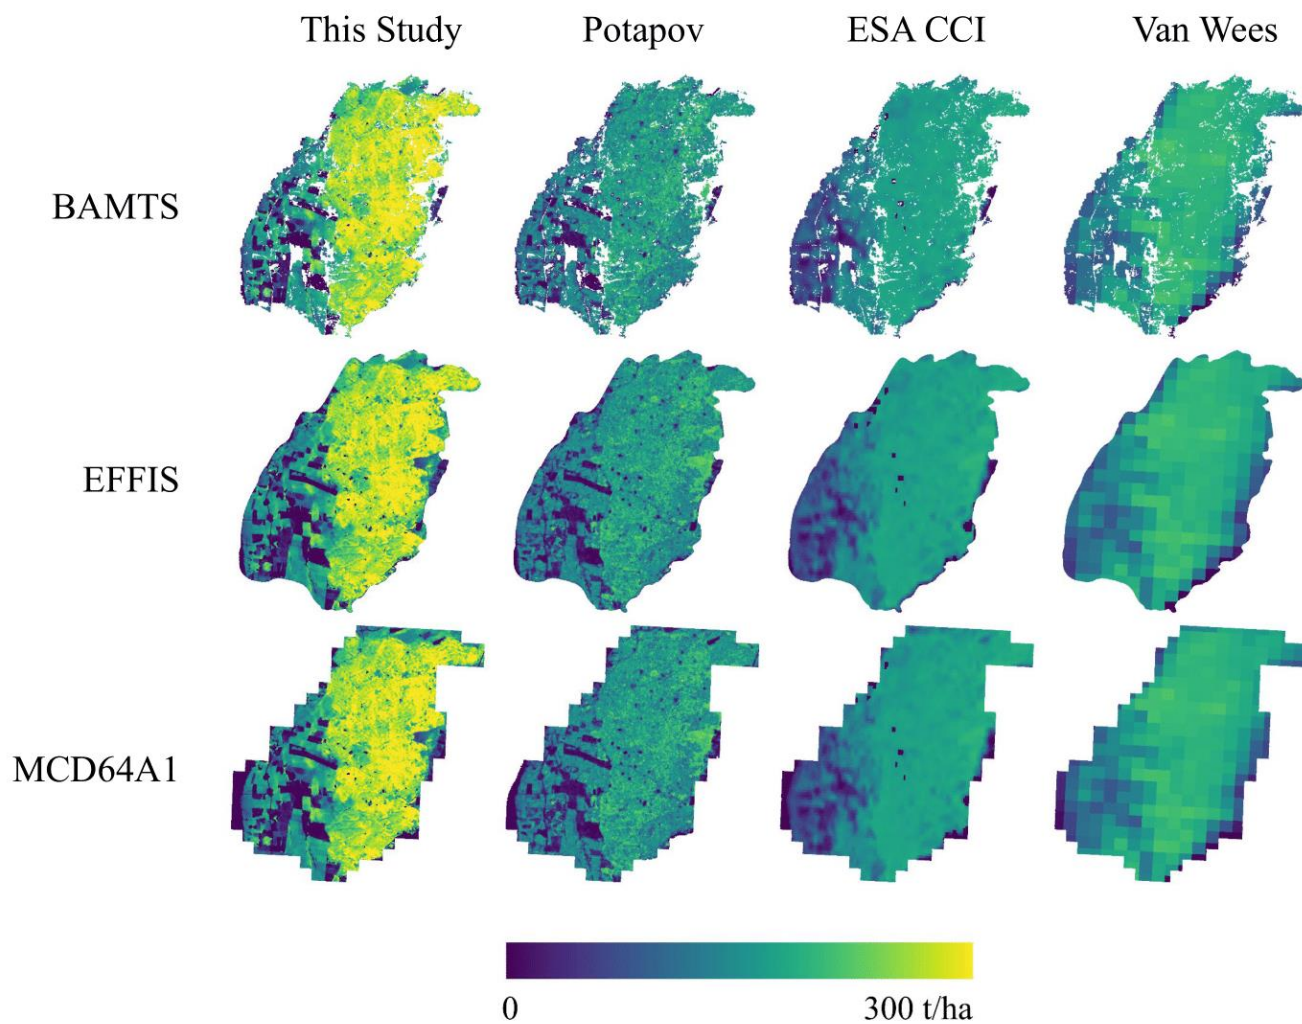 This Study Potapov ESA CCI Van Wees
BAMTS
EFFIS
MCD64A1
0 300 t/ha